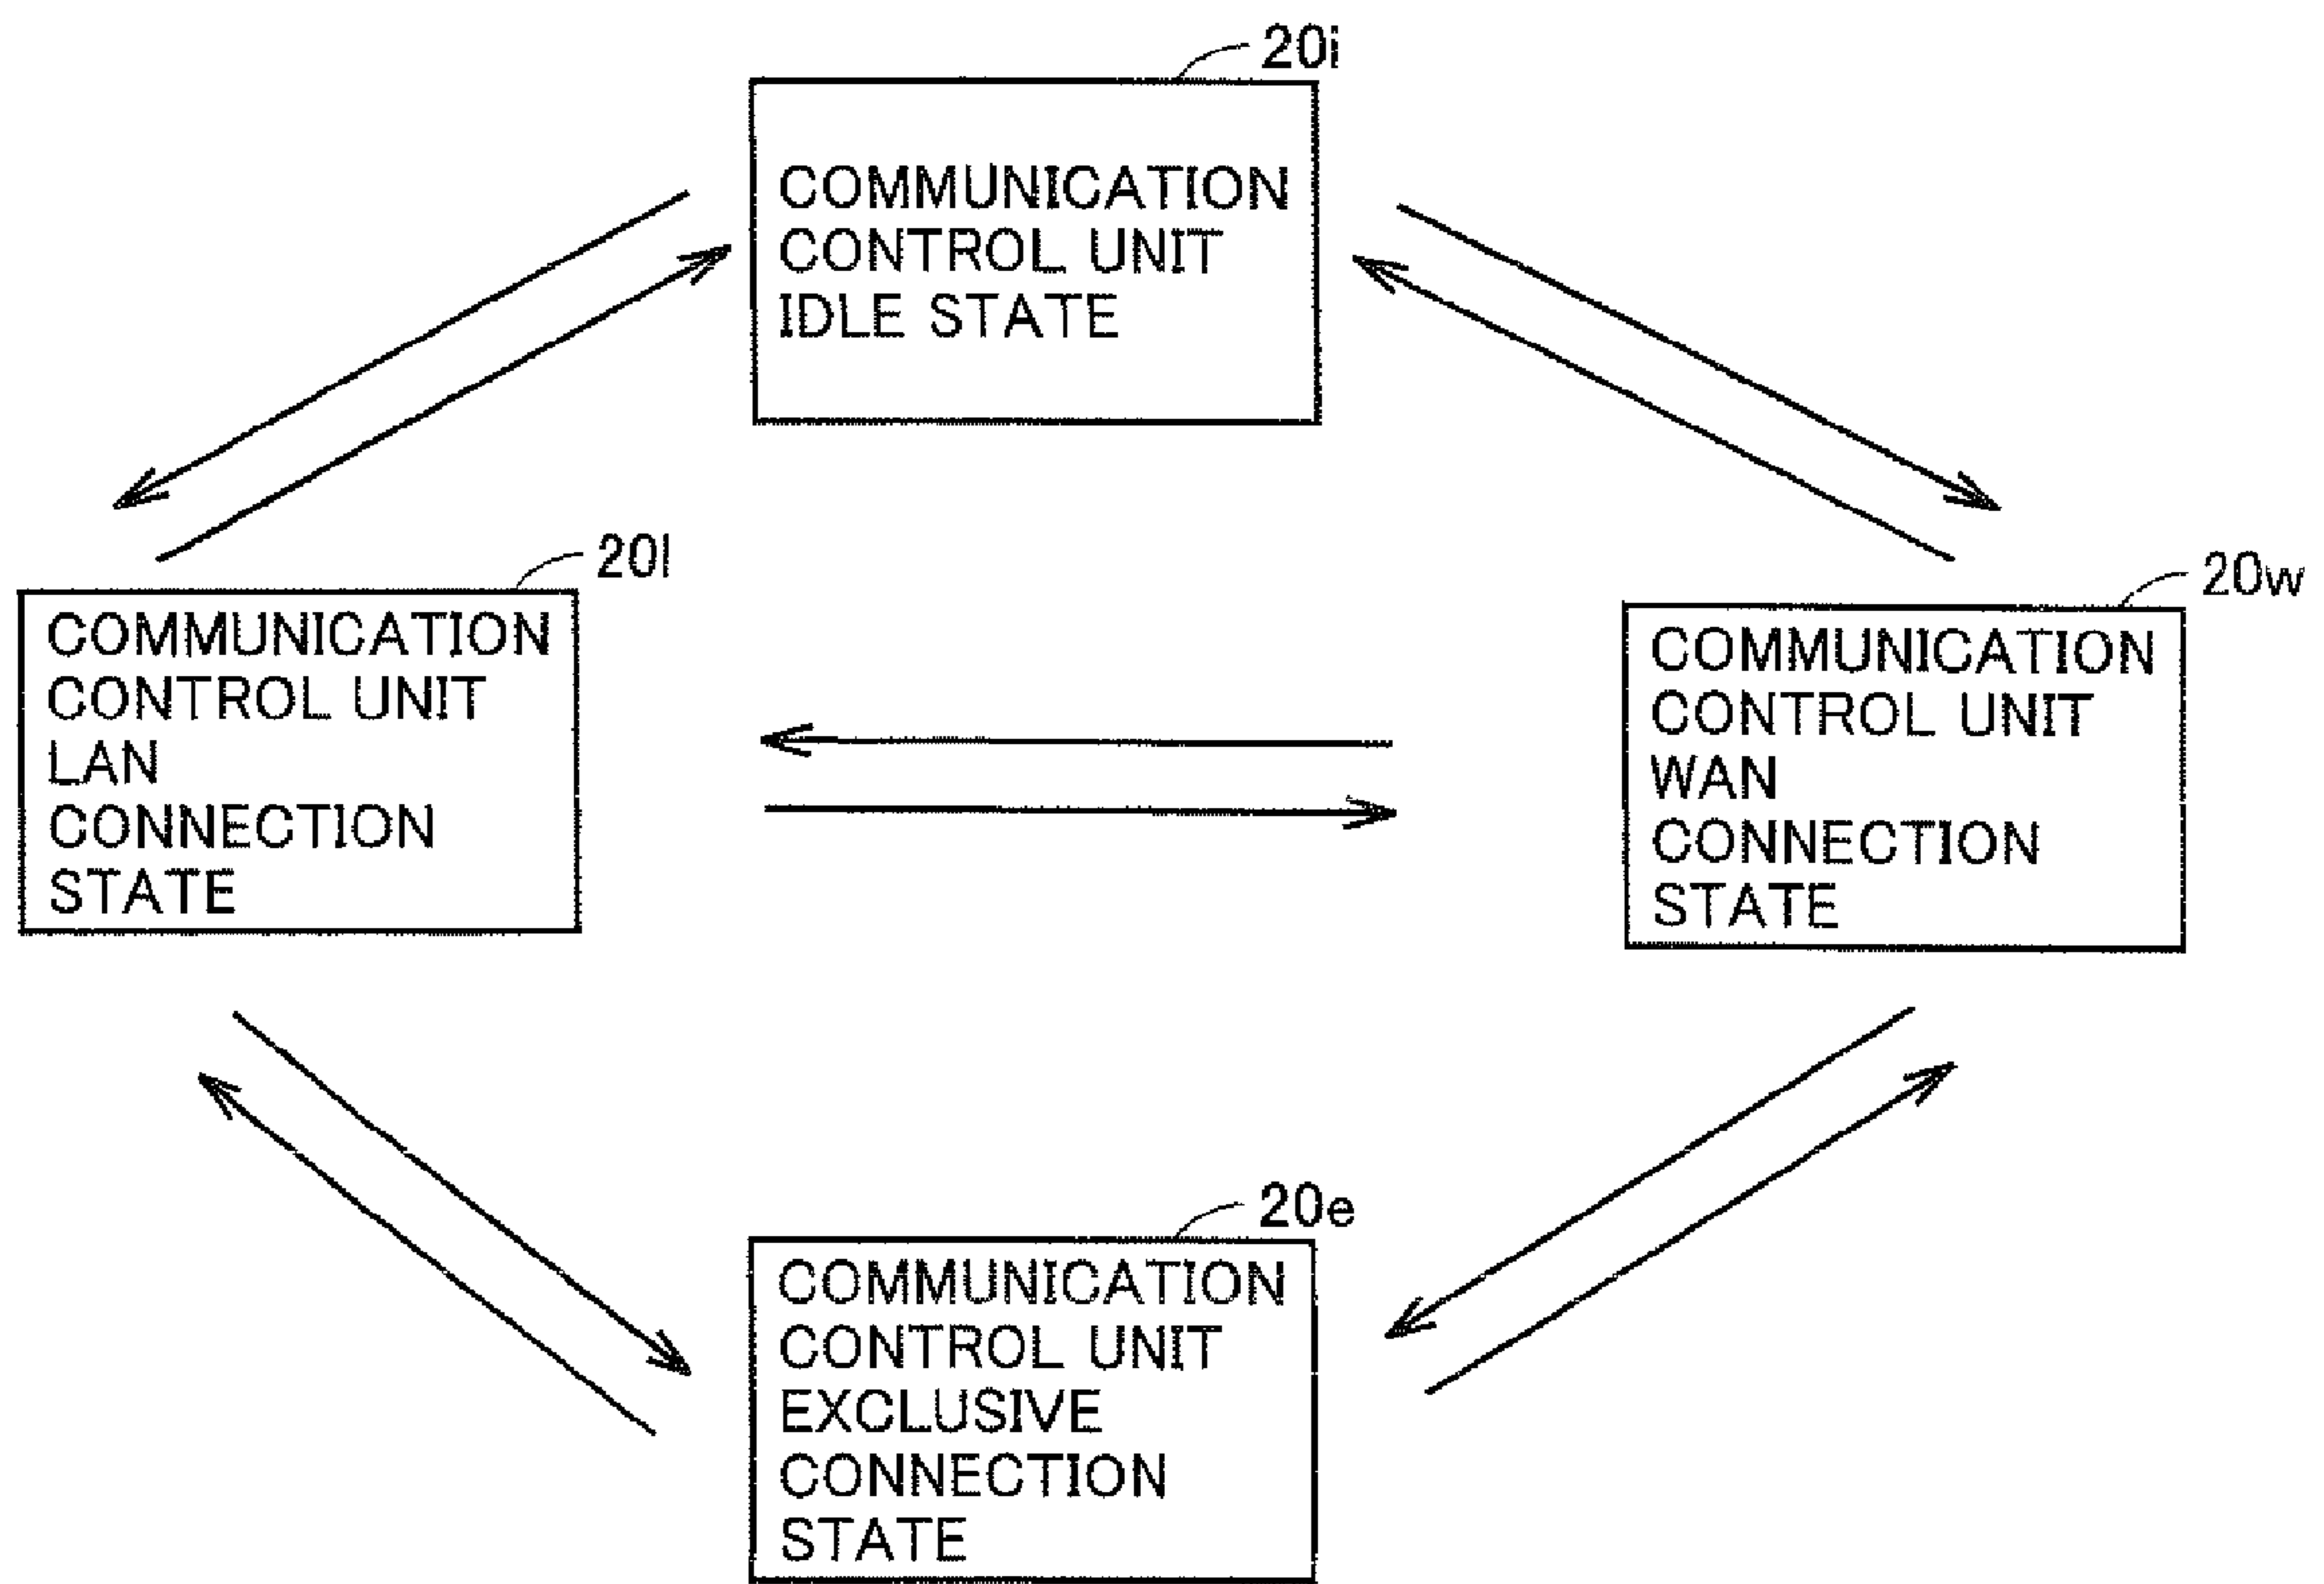 20i
COMMUNICATION
CONTROL UNIT
IDLE STATE
20l
COMMUNICATION
CONTROL UNIT
LAN
CONNECTION
STATE
20w
COMMUNICATION
CONTROL UNIT
WAN
CONNECTION
STATE
20e
COMMUNICATION
CONTROL UNIT
EXCLUSIVE
CONNECTION
STATE